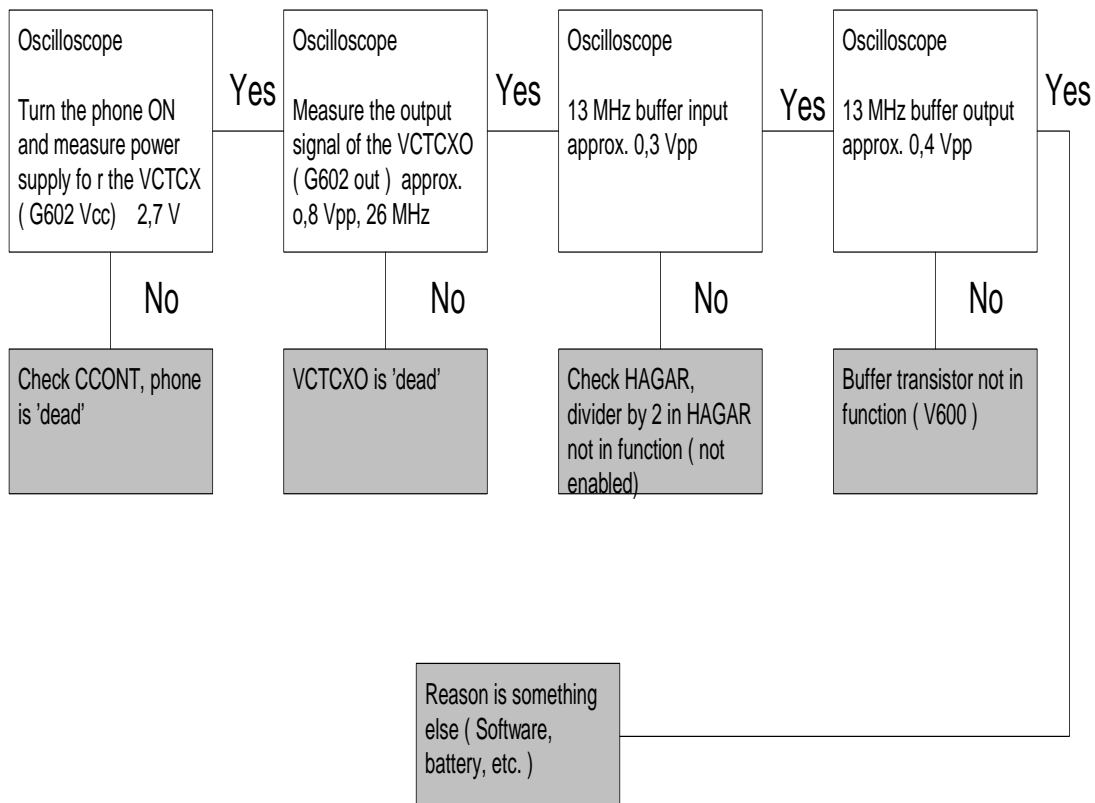 Oscilloscope
Turn the phone ON
and measure power
supply fo r the VCTCX
( G602 Vcc) 2,7 V
Yes
Oscilloscope
Measure the output
signal of the VCTCXO
( G602 out ) approx.
o,8 Vpp, 26 MHz
Yes
Oscilloscope
13 MHz buffer input
approx. 0,3 Vpp
Yes
Oscilloscope
13 MHz buffer output
approx. 0,4 Vpp
Yes
No
No
No
No
Check CCONT, phone
is ’dead’
VCTCXO is ’dead’
Check HAGAR,
divider by 2 in HAGAR
not in function ( not
enabled)
Buffer transistor not in
function ( V600 )
Reason is something
else ( Software,
battery, etc. )